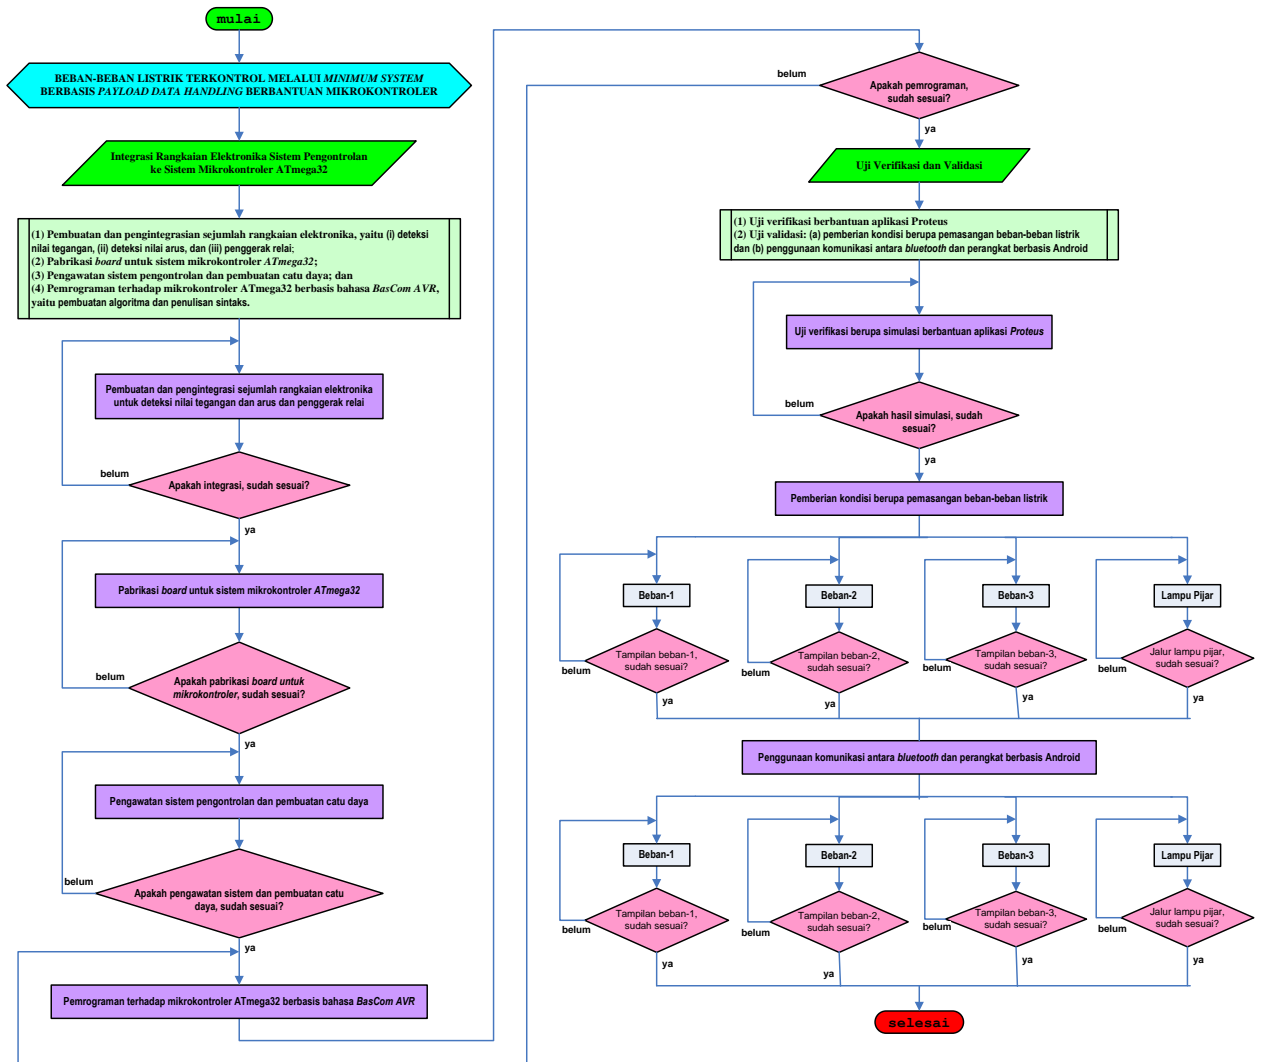 mulai
BEBAN-BEBAN LISTRIK TERKONTROL MELALUI MINIMUM SYSTEM
BERBASIS PAYLOAD DATA HANDLING BERBANTUAN MIKROKONTROLER
Integrasi Rangkaian Elektronika Sistem Pengontrolan
ke Sistem Mikrokontroler ATmega32
(1) Pembuatan dan pengintegrasian sejumlah rangkaian elektronika, yaitu (i) deteksi
nilai tegangan, (ii) deteksi nilai arus, dan (iii) penggerak relai;
(2) Pabrikasi board untuk sistem mikrokontroler ATmega32;
(3) Pengawatan sistem pengontrolan dan pembuatan catu daya; dan
(4) Pemrograman terhadap mikrokontroler ATmega32 berbasis bahasa BasCom AVR,
yaitu pembuatan algoritma dan penulisan sintaks.
Pembuatan dan pengintegrasi sejumlah rangkaian elektronika
untuk deteksi nilai tegangan dan arus dan penggerak relai
belum
Apakah integrasi, sudah sesuai?
ya
Pabrikasi board untuk sistem mikrokontroler ATmega32
belum
Apakah pabrikasi board untuk
mikrokontroler, sudah sesuai?
ya
Pengawatan sistem pengontrolan dan pembuatan catu daya
belum
Apakah pengawatan sistem dan pembuatan catu
daya, sudah sesuai?
ya
Pemrograman terhadap mikrokontroler ATmega32 berbasis bahasa BasCom AVR
belum
Apakah pemrograman,
sudah sesuai?
ya
Uji Verifikasi dan Validasi
(1) Uji verifikasi berbantuan aplikasi Proteus
(2) Uji validasi: (a) pemberian kondisi berupa pemasangan beban-beban listrik
dan (b) penggunaan komunikasi antara bluetooth dan perangkat berbasis Android
Uji verifikasi berupa simulasi berbantuan aplikasi Proteus
belum
Apakah hasil simulasi, sudah
sesuai?
ya
Pemberian kondisi berupa pemasangan beban-beban listrik
Beban-1
Beban-2
Beban-3
Lampu Pijar
Tampilan beban-1,
sudah sesuai?
Tampilan beban-2,
sudah sesuai?
Tampilan beban-3,
sudah sesuai?
Jalur lampu pijar,
sudah sesuai?
belum
belum
belum
belum
ya
ya
ya
ya
Penggunaan komunikasi antara bluetooth dan perangkat berbasis Android
Beban-1
Beban-2
Beban-3
Lampu Pijar
Tampilan beban-1,
sudah sesuai?
Tampilan beban-2,
sudah sesuai?
Tampilan beban-3,
sudah sesuai?
Jalur lampu pijar,
sudah sesuai?
belum
belum
belum
belum
ya
ya
ya
ya
selesai